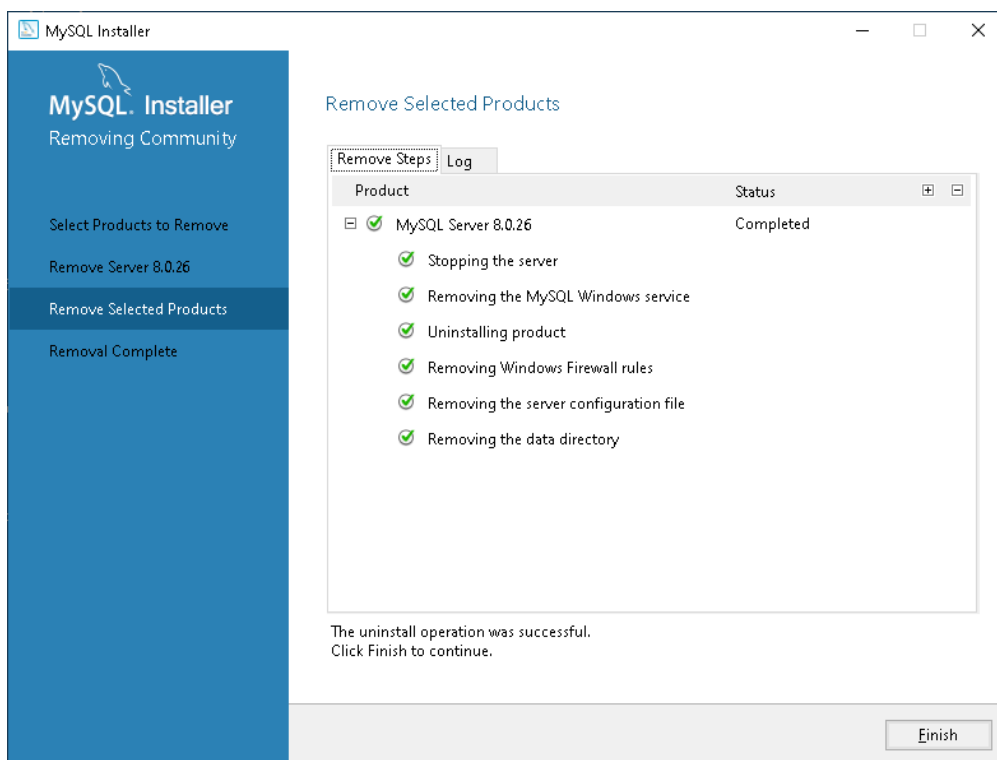 MySQL Installer
MySQL. Installer
Removing Community
Select Products to Remove
Remove Server 8.0.26
Remove Selected Products
Removal Complete
Remove Selected Products
Remove Steps Log
Product Status
MySQL Server 8.0.26 Completed
Stopping the server
Removing the MySQL Windows service
Uninstalling product
Removing Windows Firewall rules
Removing the server configuration file
Removing the data directory
The uninstall operation was successful.
Click Finish to continue.
Finish